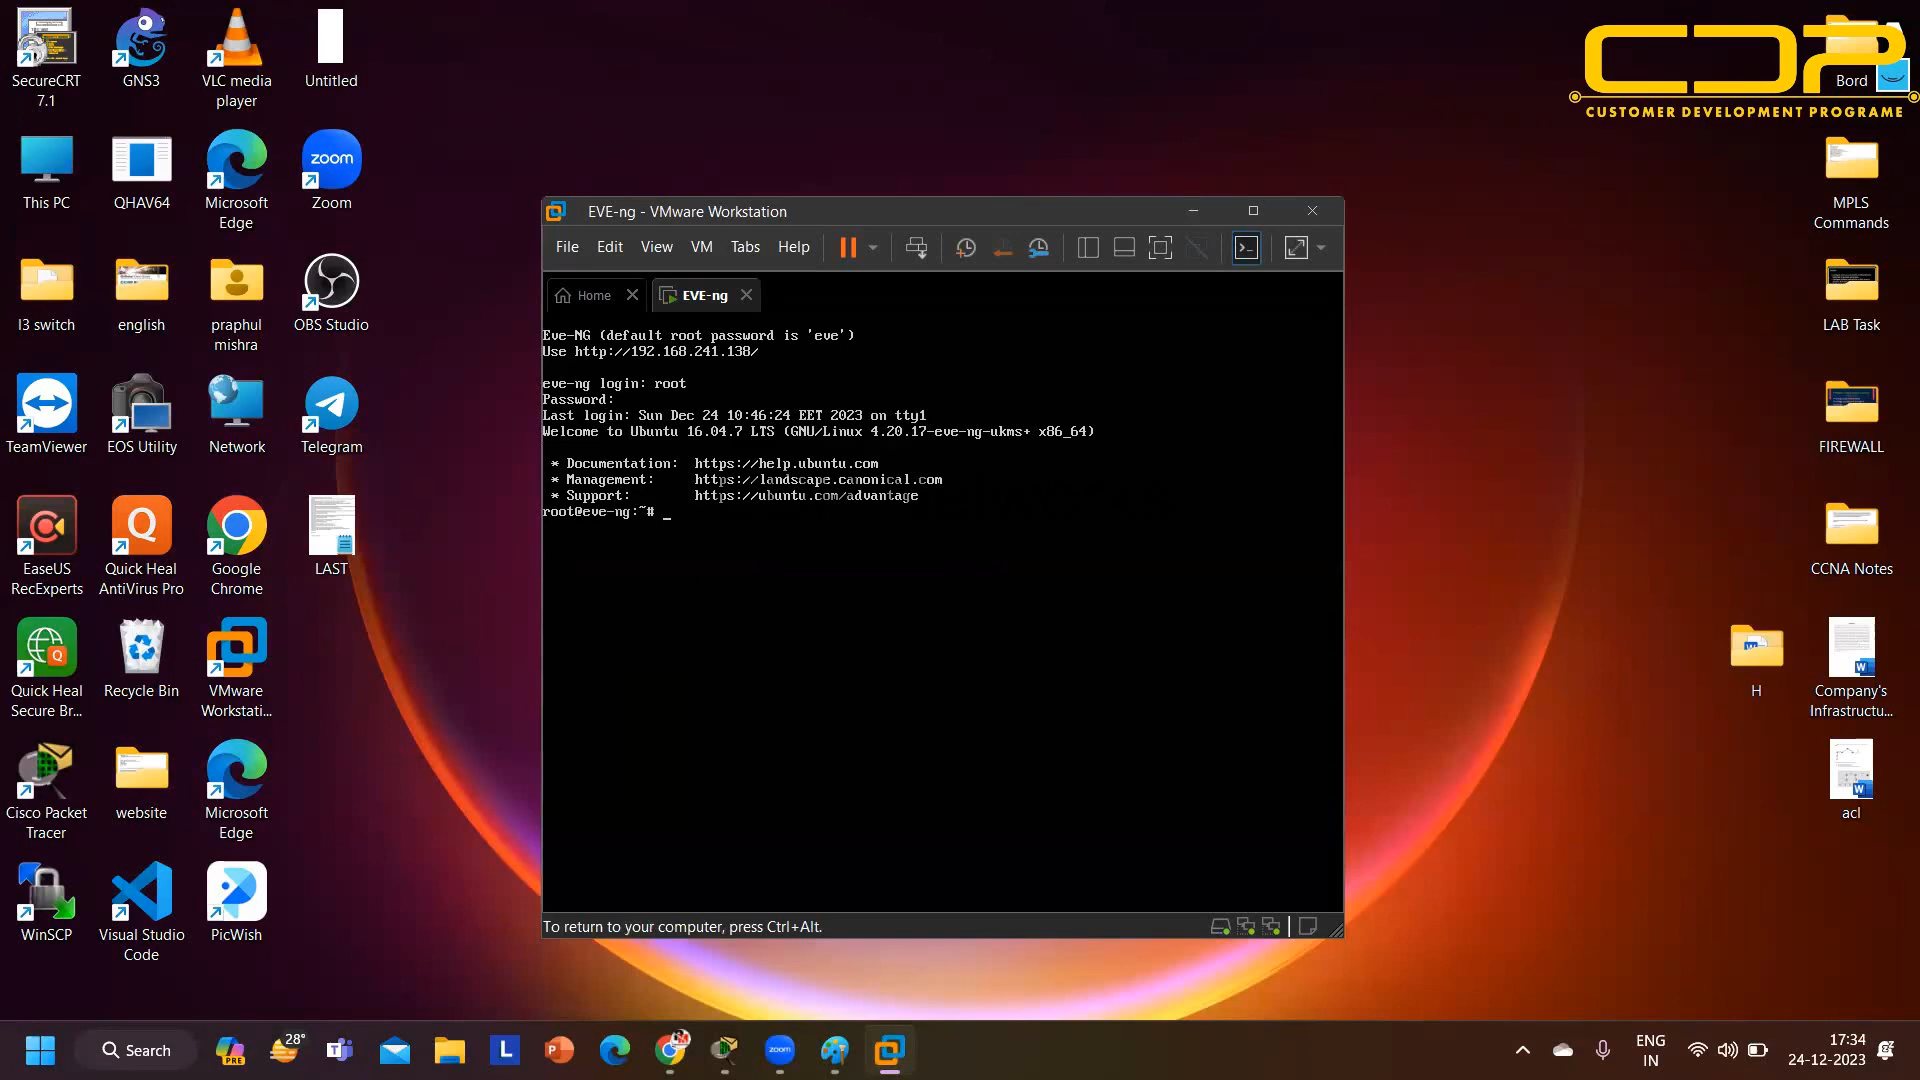 SecureCRT
7.1
GNS3
VLC media
player
Untitled
This PC
QHAV64
Microsoft
Edge
zoom
Zoom
l3 switch
english
praphul
mishra
OBS Studio
TeamViewer
EOS Utility
Network
Telegram
EaseUS
RecExperts
Quick Heal
AntiVirus Pro
Google
Chrome
LAST
Quick Heal
Secure Br...
Recycle Bin
VMware
Workstati...
Cisco Packet
Tracer
website
Microsoft
Edge
WinSCP
Visual Studio
Code
PicWish
EVE-ng - VMware Workstation
File Edit View VM Tabs Help
Home
EVE-ng
Eve-NG (default root password is 'eve')
Use http://192.168.241.138/
eve-ng login: root
Password:
Last login: Sun Dec 24 10:46:24 EET 2023 on tty1
Welcome to Ubuntu 16.04.7 LTS (GNU/Linux 4.20.17-eve-ng-ukms+ x86_64)
* Documentation: https://help.ubuntu.com
* Management: https://landscape.canonical.com
* Support: https://ubuntu.com/advantage
root@eve-ng:~# _
To return to your computer, press Ctrl+Alt.
CDP
CUSTOMER DEVELOPMENT PROGRAME
Bord
MPLS
Commands
LAB Task
FIREWALL
CCNA Notes
H
Company's
Infrastructu...
acl
Search
PRE
28°
L
zoom
ENG
IN
17:34
24-12-2023